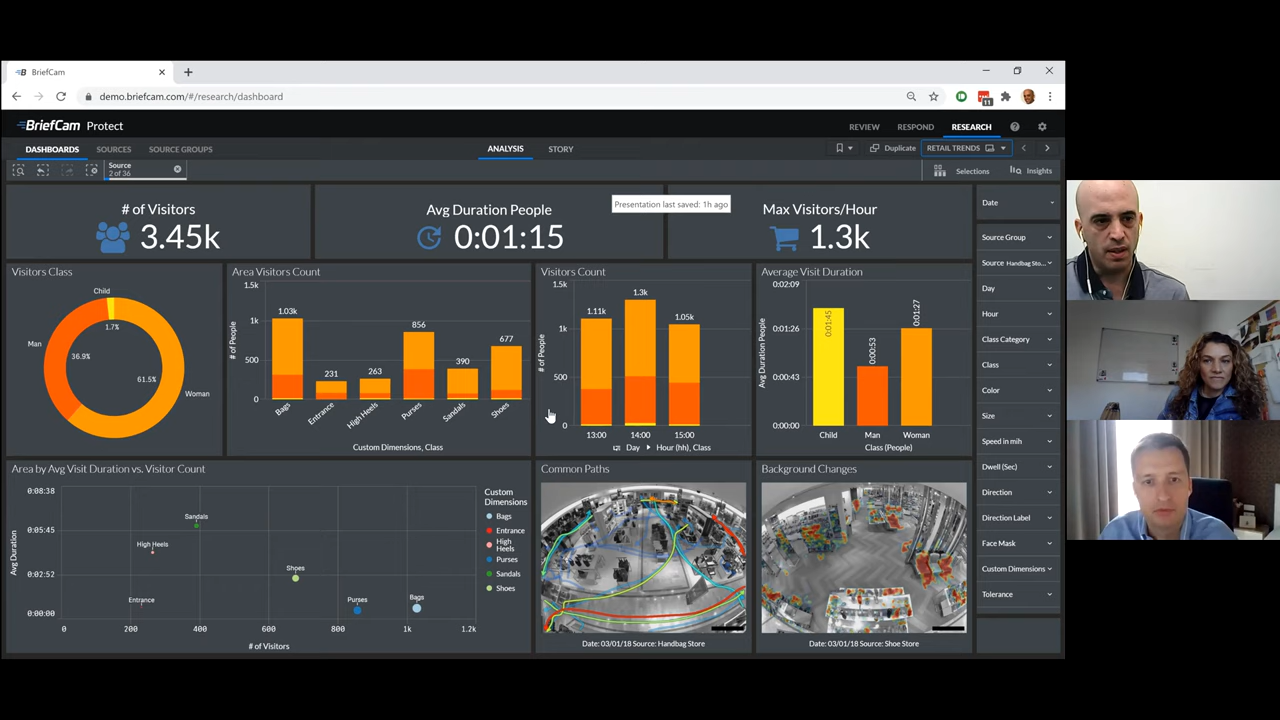 BriefCam
demo.briefcam.com/#/research/dashboard
11
BriefCam Protect
REVIEW RESPOND RESEARCH
DASHBOARDS SOURCES SOURCE GROUPS
ANALYSIS STORY
Duplicate RETAIL TRENDS
Source
2 of 36
Selections Insights
Presentation last saved: 1h ago
# of Visitors
3.45k
Avg Duration People
0:01:15
Max Visitors/Hour
1.3k
Visitors Class
Child
1.7%
Man
36.9%
61.5%
Woman
Area Visitors Count
# of People
1.5k
1k
500
0
1.03k
231
263
856
390
677
Bags
Entrance
High Heels
Purses
Sandals
Shoes
Custom Dimensions, Class
Visitors Count
# of People
1.5k
1k
500
0
1.11k
1.3k
1.05k
13:00
14:00
15:00
Day Hour (hh), Class
Average Visit Duration
Avg Duration People
0:02:09
0:01:26
0:00:43
0:00:00
0:01:45
0:00:53
0:01:27
Child
Man
Woman
Class (People)
Area by Avg Visit Duration vs. Visitor Count
Avg Duration
0:08:38
0:05:45
0:02:52
0:00:00
Sandals
High Heels
Shoes
Entrance
Purses
Bags
0
200
400
600
800
1k
1.2k
# of Visitors
Custom
Dimensions
Bags
Entrance
High
Heels
Purses
Sandals
Shoes
Common Paths
Date: 03/01/18 Source: Handbag Store
Background Changes
Date: 03/01/18 Source: Shoe Store
Date
Source Group
Source Handbag Sto...
Day
Hour
Class Category
Class
Color
Size
Speed in mih
Dwell (Sec)
Direction
Direction Label
Face Mask
Custom Dimensions
Tolerance